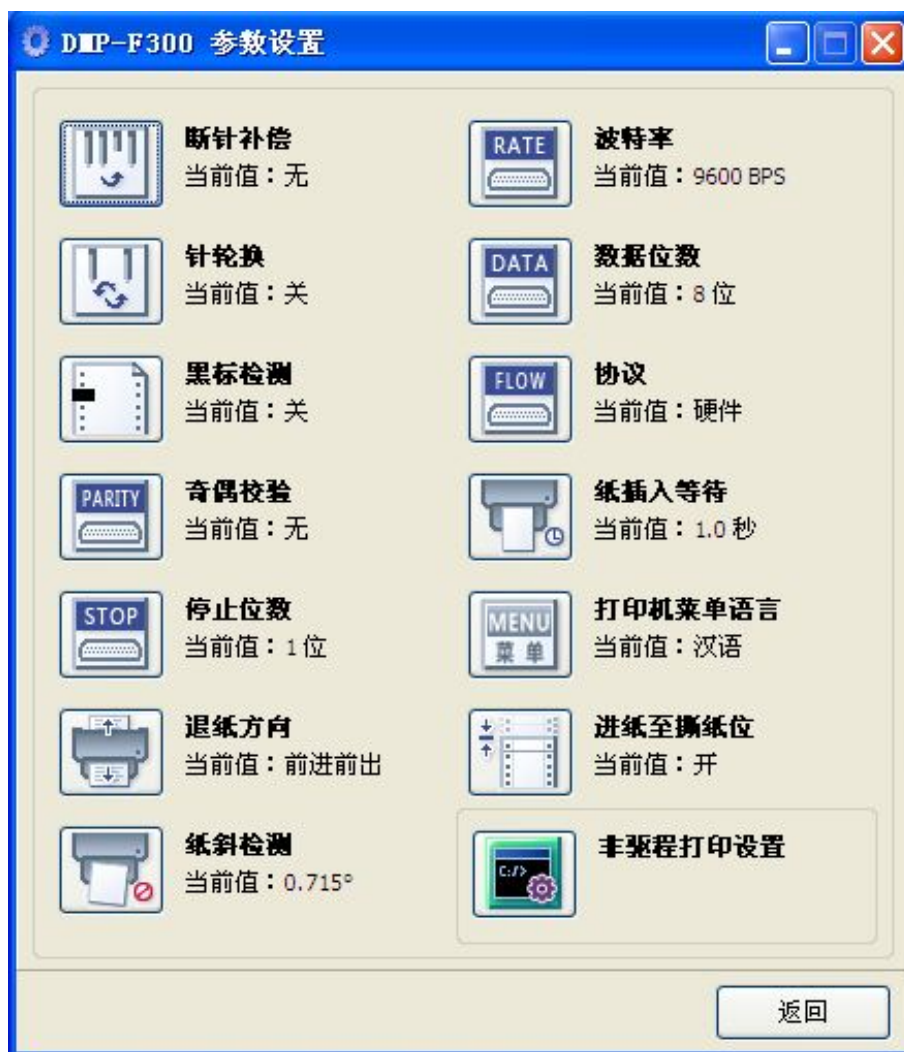 DMP-F300 参数设置
断针补偿
当前值：无
RATE
波特率
当前值：9600 BPS
针轮换
当前值：关
DATA
数据位数
当前值：8 位
黑标检测
当前值：关
FLOW
协议
当前值：硬件
PARITY
奇偶校验
当前值：无
纸插入等待
当前值：1.0 秒
STOP
停止位数
当前值：1 位
MENU
菜 单
打印机菜单语言
当前值：汉语
退纸方向
当前值：前进前出
进纸至撕纸位
当前值：开
纸斜检测
当前值：0.715°
C:/>
非驱程打印设置
返回